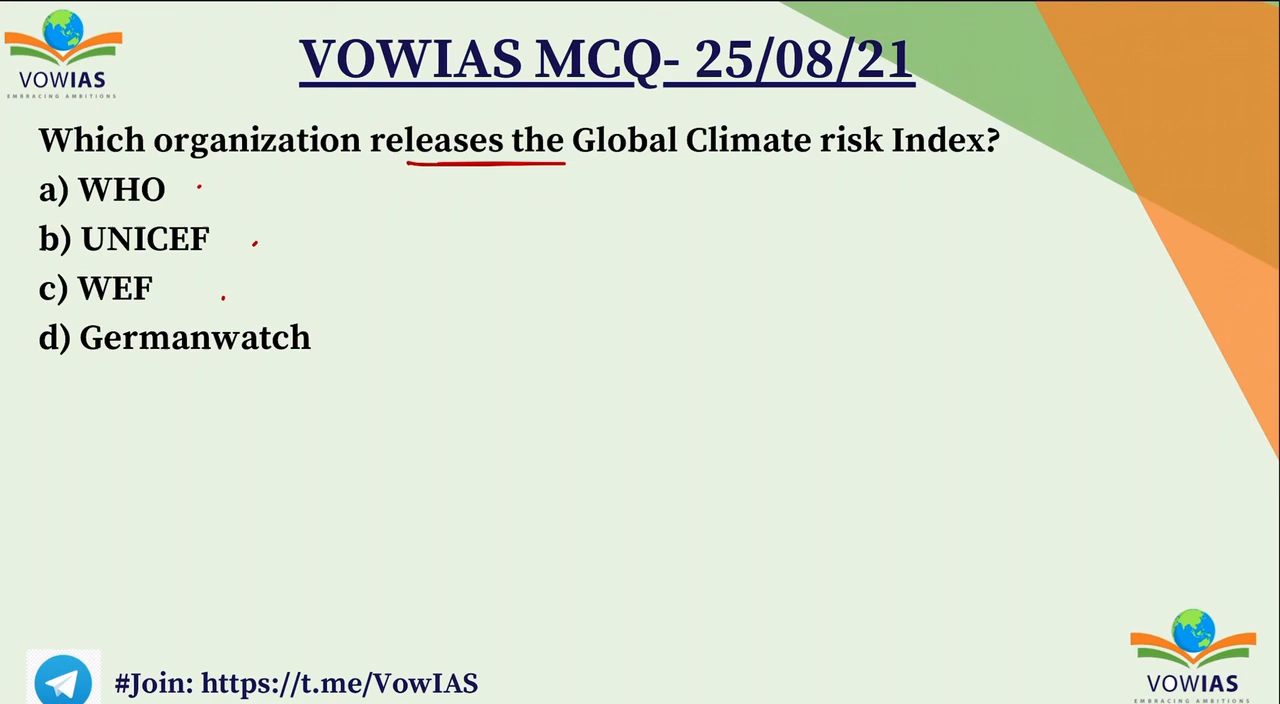 VOWIAS
EMBRACING AMBITIONS
VOWIAS MCQ- 25/08/21
Which organization releases the Global Climate risk Index?
a) WHO
b) UNICEF
c) WEF
d) Germanwatch
#Join: https://t.me/VowIAS
VOWIAS
EMBRACING AMBITIONS